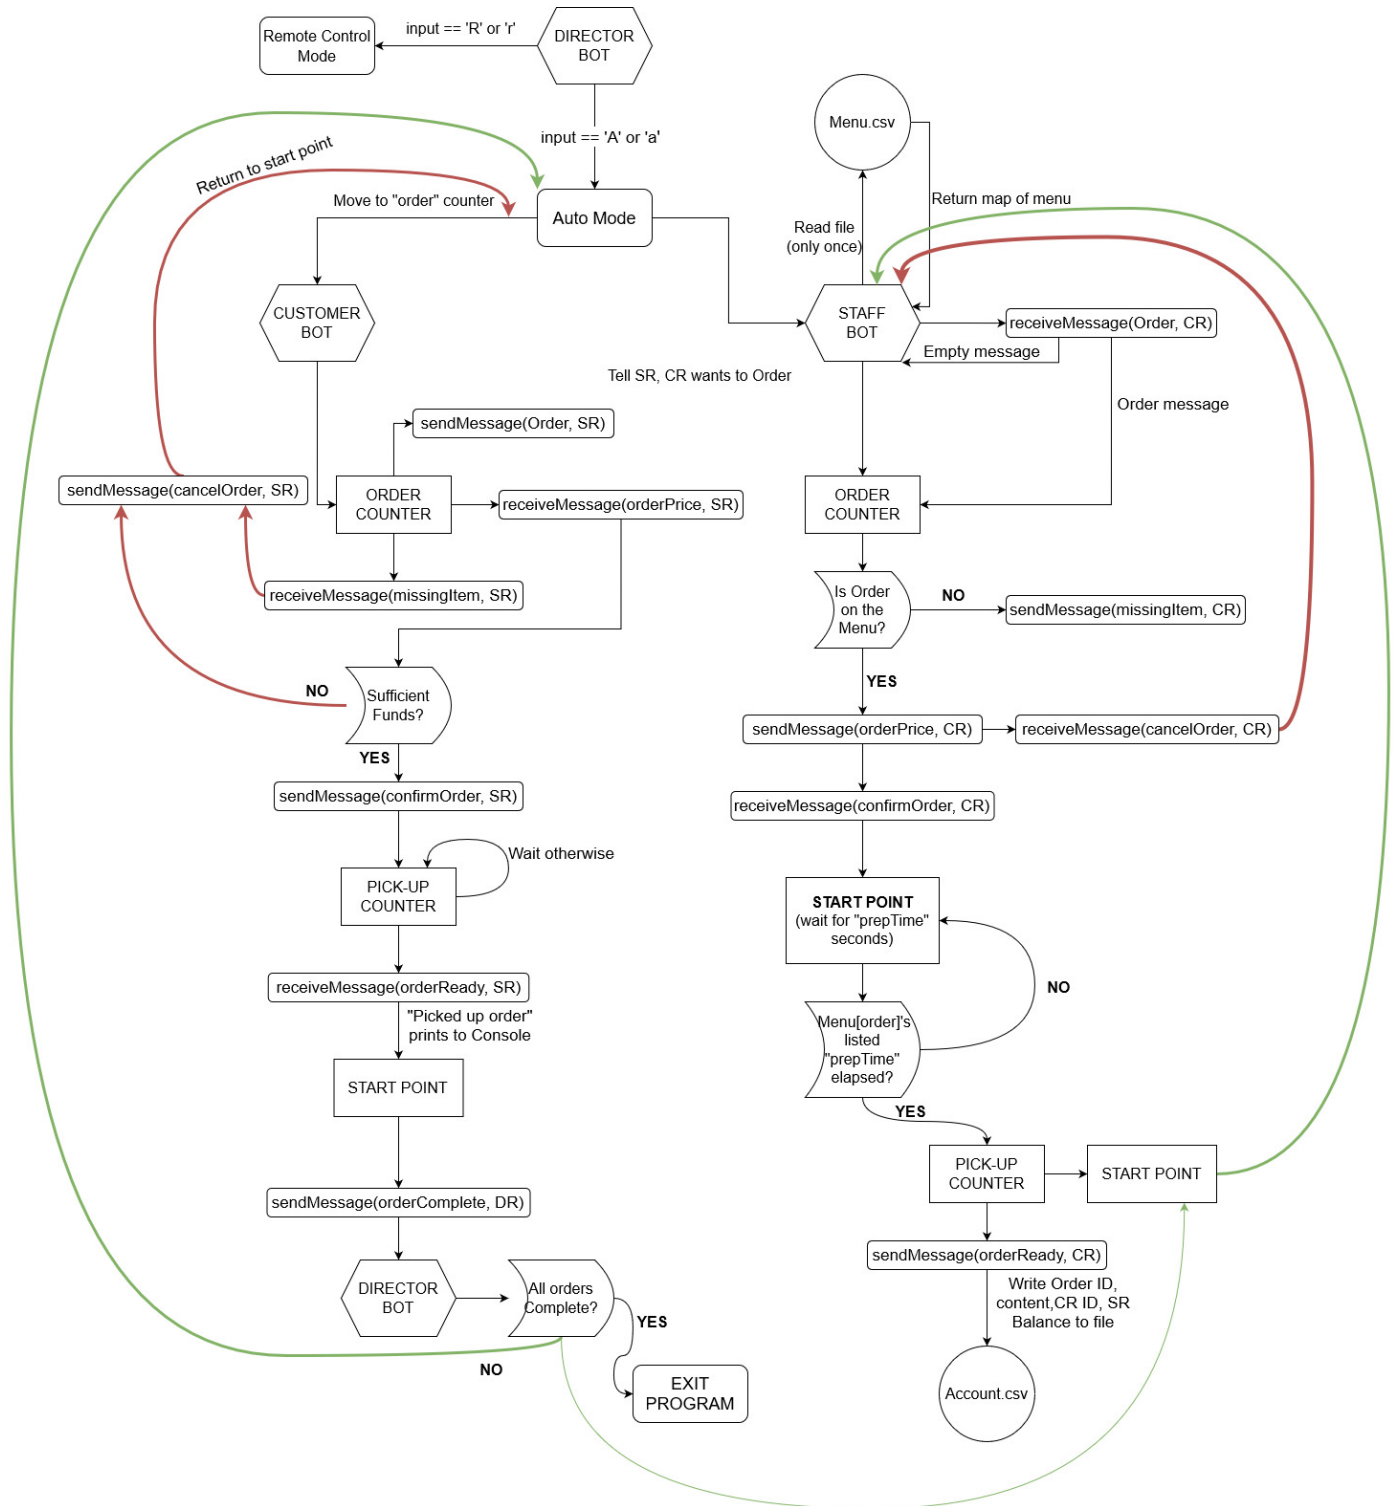 Remote Control
Mode
input == 'R' or 'r'
DIRECTOR
BOT
input == 'A' or 'a'
Menu.csv
Return to start point
Move to "order" counter
Auto Mode
Return map of menu
Read file
(only once)
CUSTOMER
BOT
STAFF
BOT
receiveMessage(Order, CR)
Empty message
Tell SR, CR wants to Order
Order message
sendMessage(Order, SR)
sendMessage(cancelOrder, SR)
ORDER
COUNTER
receiveMessage(orderPrice, SR)
ORDER
COUNTER
receiveMessage(missingItem, SR)
Is Order
on the
Menu?
NO
sendMessage(missingItem, CR)
YES
NO
Sufficient
Funds?
YES
sendMessage(orderPrice, CR)
receiveMessage(cancelOrder, CR)
sendMessage(confirmOrder, SR)
receiveMessage(confirmOrder, CR)
Wait otherwise
PICK-UP
COUNTER
START POINT
(wait for "prepTime"
seconds)
NO
receiveMessage(orderReady, SR)
"Picked up order"
prints to Console
Menu[order]'s
listed
"prepTime"
elapsed?
YES
START POINT
PICK-UP
COUNTER
START POINT
sendMessage(orderComplete, DR)
sendMessage(orderReady, CR)
Write Order ID,
content,CR ID, SR
Balance to file
DIRECTOR
BOT
All orders
Complete?
YES
NO
EXIT
PROGRAM
Account.csv